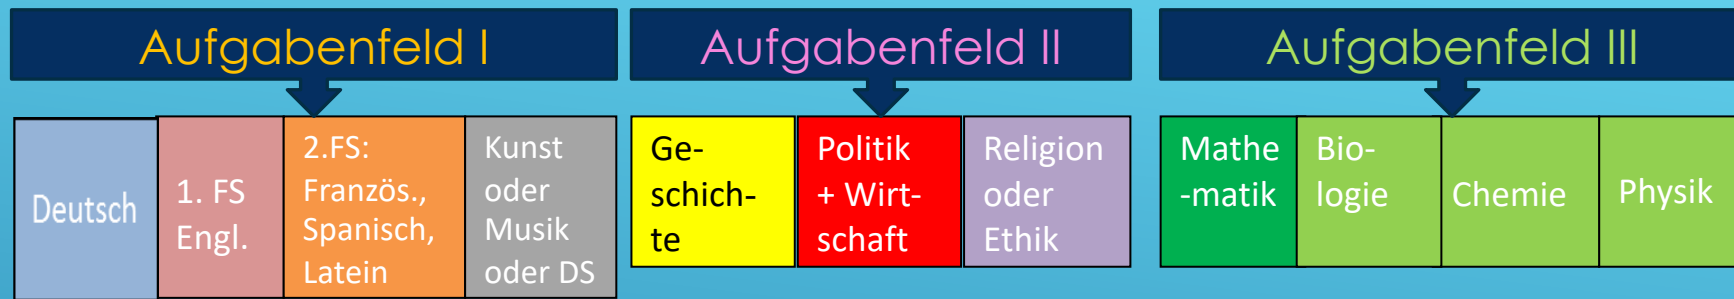 Aufgabenfeld I
Aufgabenfeld II
Aufgabenfeld III
Deutsch
1. FS
Engl.
2.FS:
Französ.,
Spanisch,
Latein
Kunst
oder
Musik
oder DS
Ge-
schich-
te
Politik
+ Wirt-
schaft
Religion
oder
Ethik
Mathe
-matik
Bio-
logie
Chemie
Physik